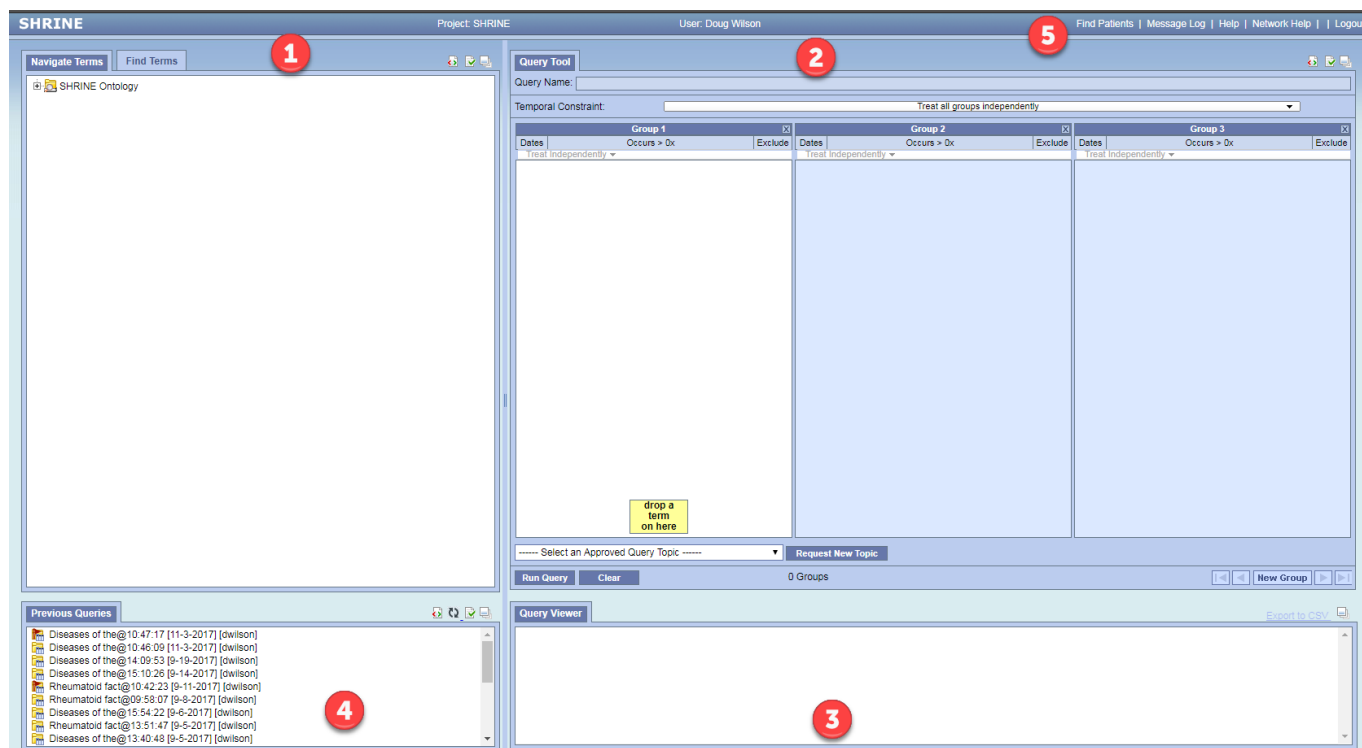 SHRINE Project: SHRINE User: Doug Wilson Find Patients | Message Log | Help | Network Help | | Logou
1
2
5
Navigate Terms Find Terms
SHRINE Ontology
Query Tool
Query Name:
Temporal Constraint: Treat all groups independently
Group 1 Group 2 Group 3
Dates Occurs > 0x Exclude Dates Occurs > 0x Exclude Dates Occurs > 0x Exclude
Treat Independently Treat Independently Treat Independently
drop a
term
on here
------ Select an Approved Query Topic ------ Request New Topic
Run Query Clear 0 Groups New Group
Previous Queries
Diseases of the@10:47:17 [11-3-2017] [dwilson]
Diseases of the@10:46:09 [11-3-2017] [dwilson]
Diseases of the@14:09:53 [9-19-2017] [dwilson]
Diseases of the@15:10:26 [9-14-2017] [dwilson]
Rheumatoid fact@10:42:23 [9-11-2017] [dwilson]
Rheumatoid fact@09:58:07 [9-8-2017] [dwilson]
Diseases of the@15:54:22 [9-6-2017] [dwilson]
Rheumatoid fact@13:51:47 [9-5-2017] [dwilson]
Diseases of the@13:40:48 [9-5-2017] [dwilson]
4
Query Viewer Export to CSV
3